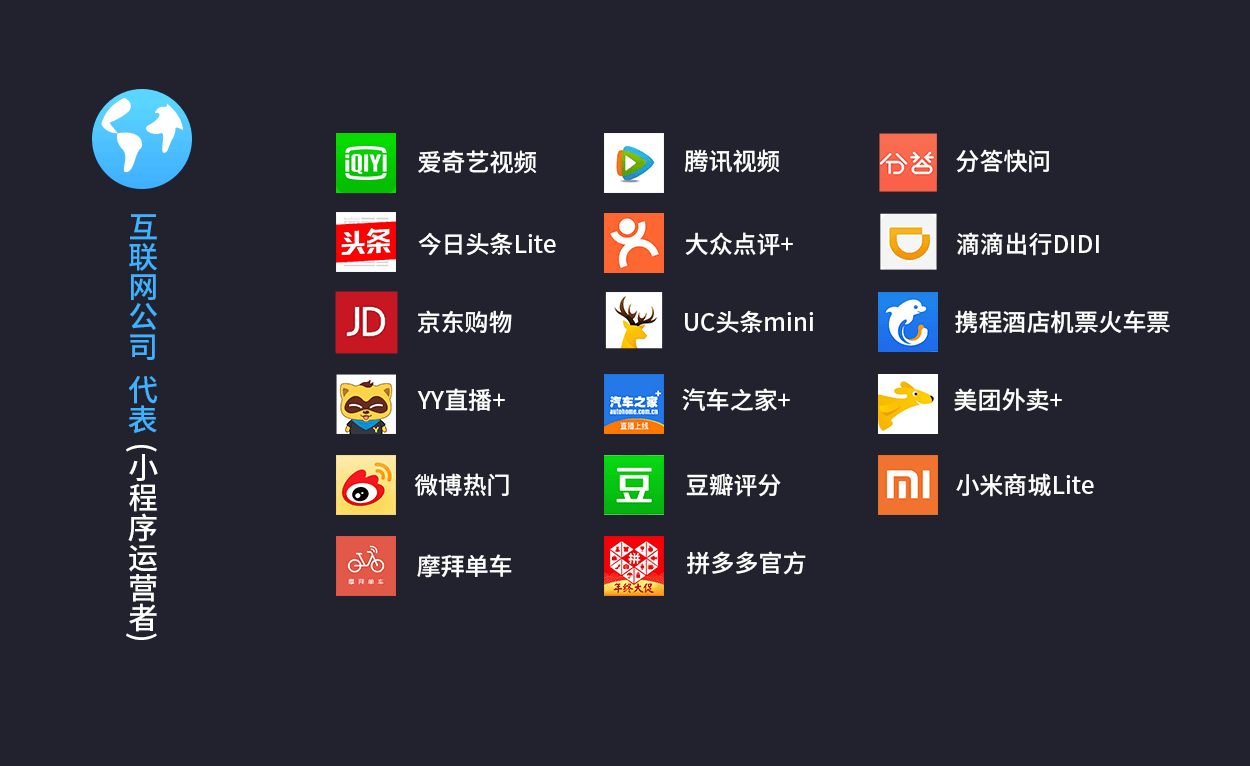 互联网公司 代表(小程序运营者)
iQIYI
爱奇艺视频
腾讯视频
分答
分答快问
头条
今日头条Lite
大众点评+
滴滴出行DIDI
JD
京东购物
UC头条mini
携程酒店机票火车票
YY直播+
汽车之家+
autohome.com.cn
直播上线
汽车之家+
美团外卖+
微博热门
豆
豆瓣评分
小米商城Lite
摩拜单车
摩拜单车
拼
年终大促
拼多多官方